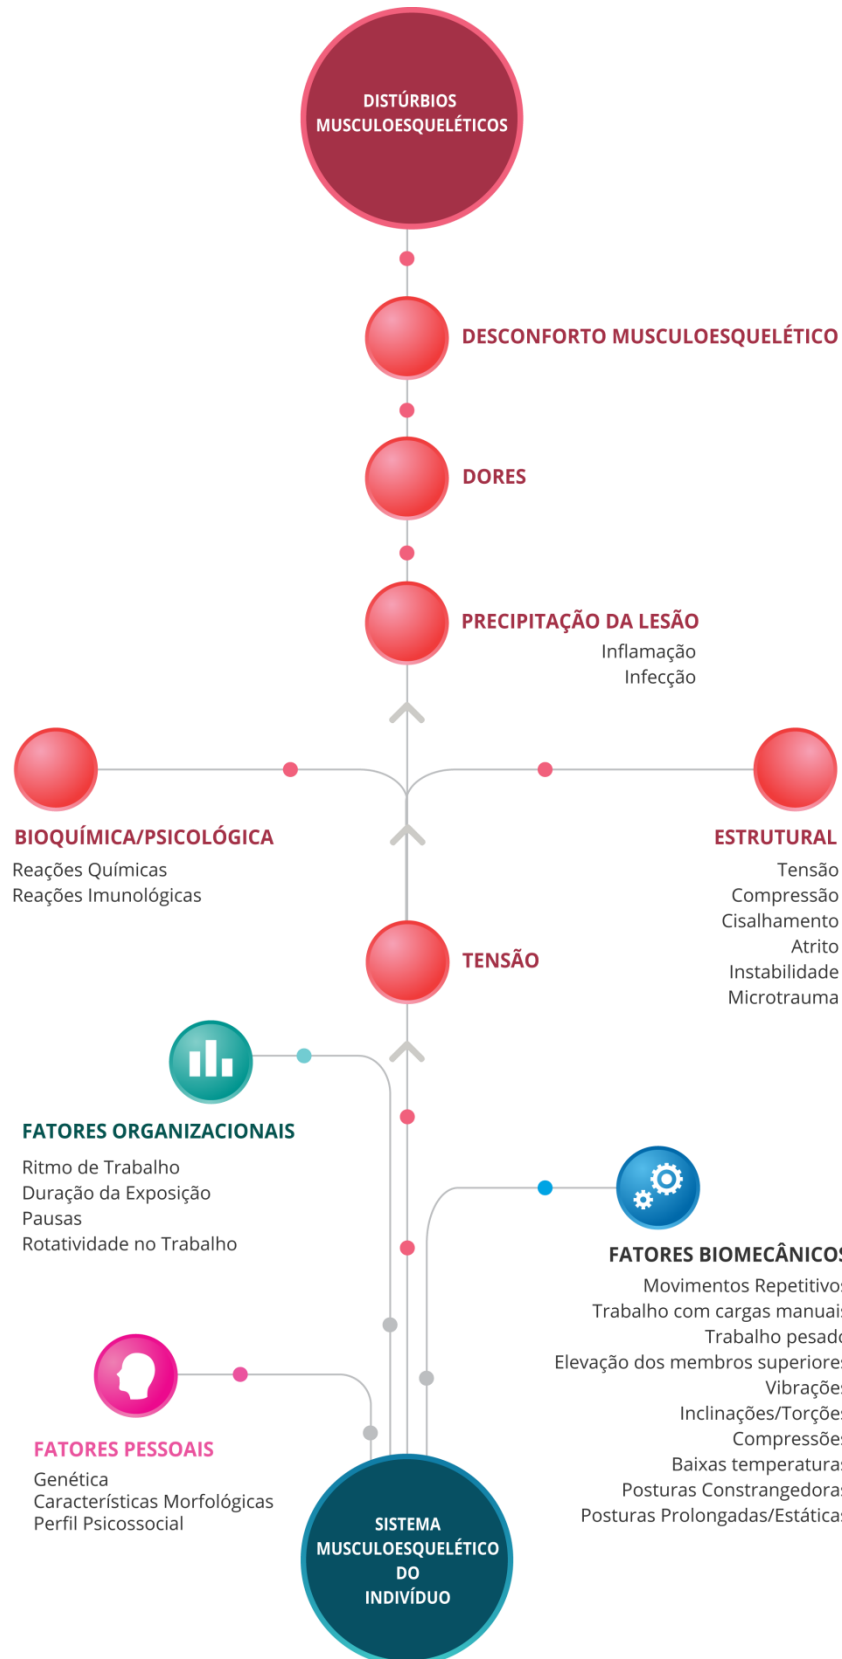 DISTÚRBIOS
MUSCULOESQUELÉTICOS
DESCONFORTO MUSCULOESQUELÉTICO
DORES
PRECIPITAÇÃO DA LESÃO
Inflamação
Infecção
BIOQUÍMICA/PSICOLÓGICA
Reações Químicas
Reações Imunológicas
ESTRUTURAL
Tensão
Compressão
Cisalhamento
Atrito
Instabilidade
Microtrauma
TENSÃO
FATORES ORGANIZACIONAIS
Ritmo de Trabalho
Duração da Exposição
Pausas
Rotatividade no Trabalho
FATORES BIOMECÂNICOS
Movimentos Repetitivos
Trabalho com cargas manuais
Trabalho pesado
Elevação dos membros superiores
Vibrações
Inclinações/Torções
Compressões
Baixas temperaturas
Posturas Constrangedoras
Posturas Prolongadas/Estáticas
FATORES PESSOAIS
Genética
Características Morfológicas
Perfil Psicossocial
SISTEMA
MUSCULOESQUELÉTICO
DO
INDIVÍDUO